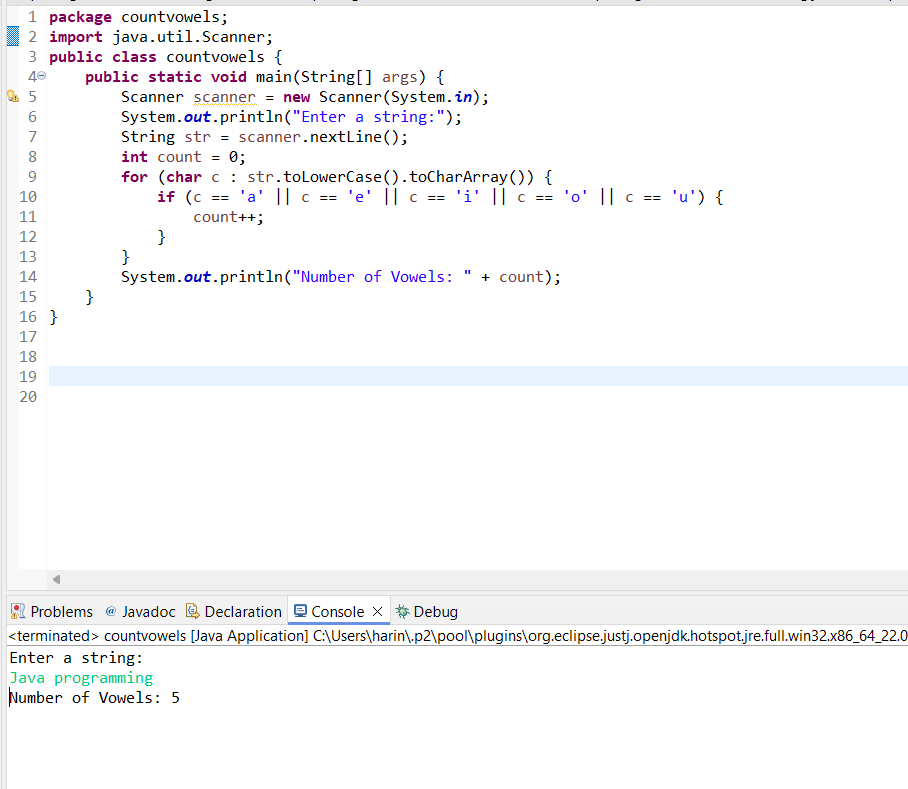 1 package countvowels;
2 import java.util.Scanner;
3 public class countvowels {
4 public static void main(String[] args) {
5 Scanner scanner = new Scanner(System.in);
6 System.out.println("Enter a string:");
7 String str = scanner.nextLine();
8 int count = 0;
9 for (char c : str.toLowerCase().toCharArray()) {
10 if (c == 'a' || c == 'e' || c == 'i' || c == 'o' || c == 'u') {
11 count++;
12 }
13 }
14 System.out.println("Number of Vowels: " + count);
15 }
16 }
17
18
19
20
Problems @ Javadoc Declaration Console Debug
<terminated> countvowels [Java Application] C:\Users\harin\.p2\pool\plugins\org.eclipse.justj.openjdk.hotspot.jre.full.win32.x86_64_22.0
Enter a string:
Java programming
Number of Vowels: 5